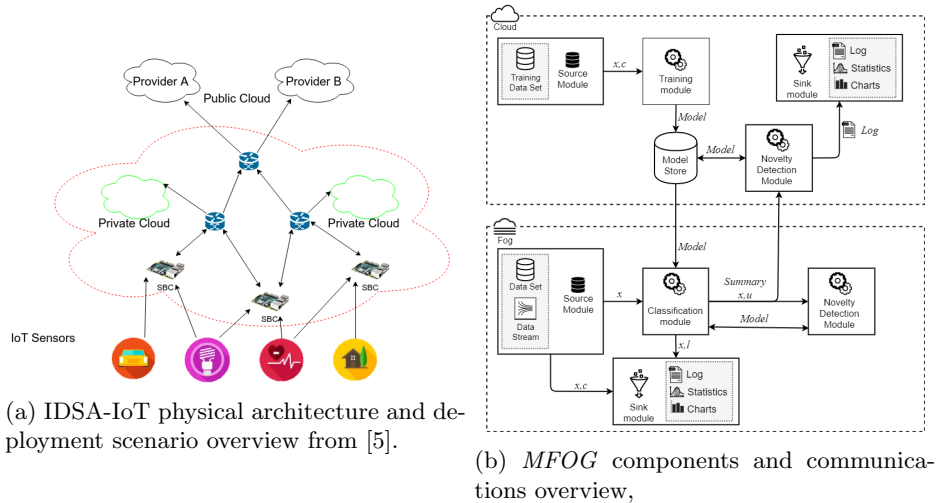 Provider A
Provider B
Public Cloud
Private Cloud
Private Cloud
SBC
SBC
SBC
IoT Sensors
(a) IDSA-IoT physical architecture and de-
ployment scenario overview from [5].
Cloud
Training
Data Set
Source
Module
x,c
Training
module
Sink
module
Log
Statistics
Charts
Model
Model
Store
Model
Novelty
Detection
Module
Log
Fog
Model
Data Set
Data
Stream
Source
Module
x
Classification
module
Summary
x,u
Model
Novelty
Detection
Module
x,l
x,c
Sink
module
Log
Statistics
Charts
(b) MFOG components and communica-
tions overview,